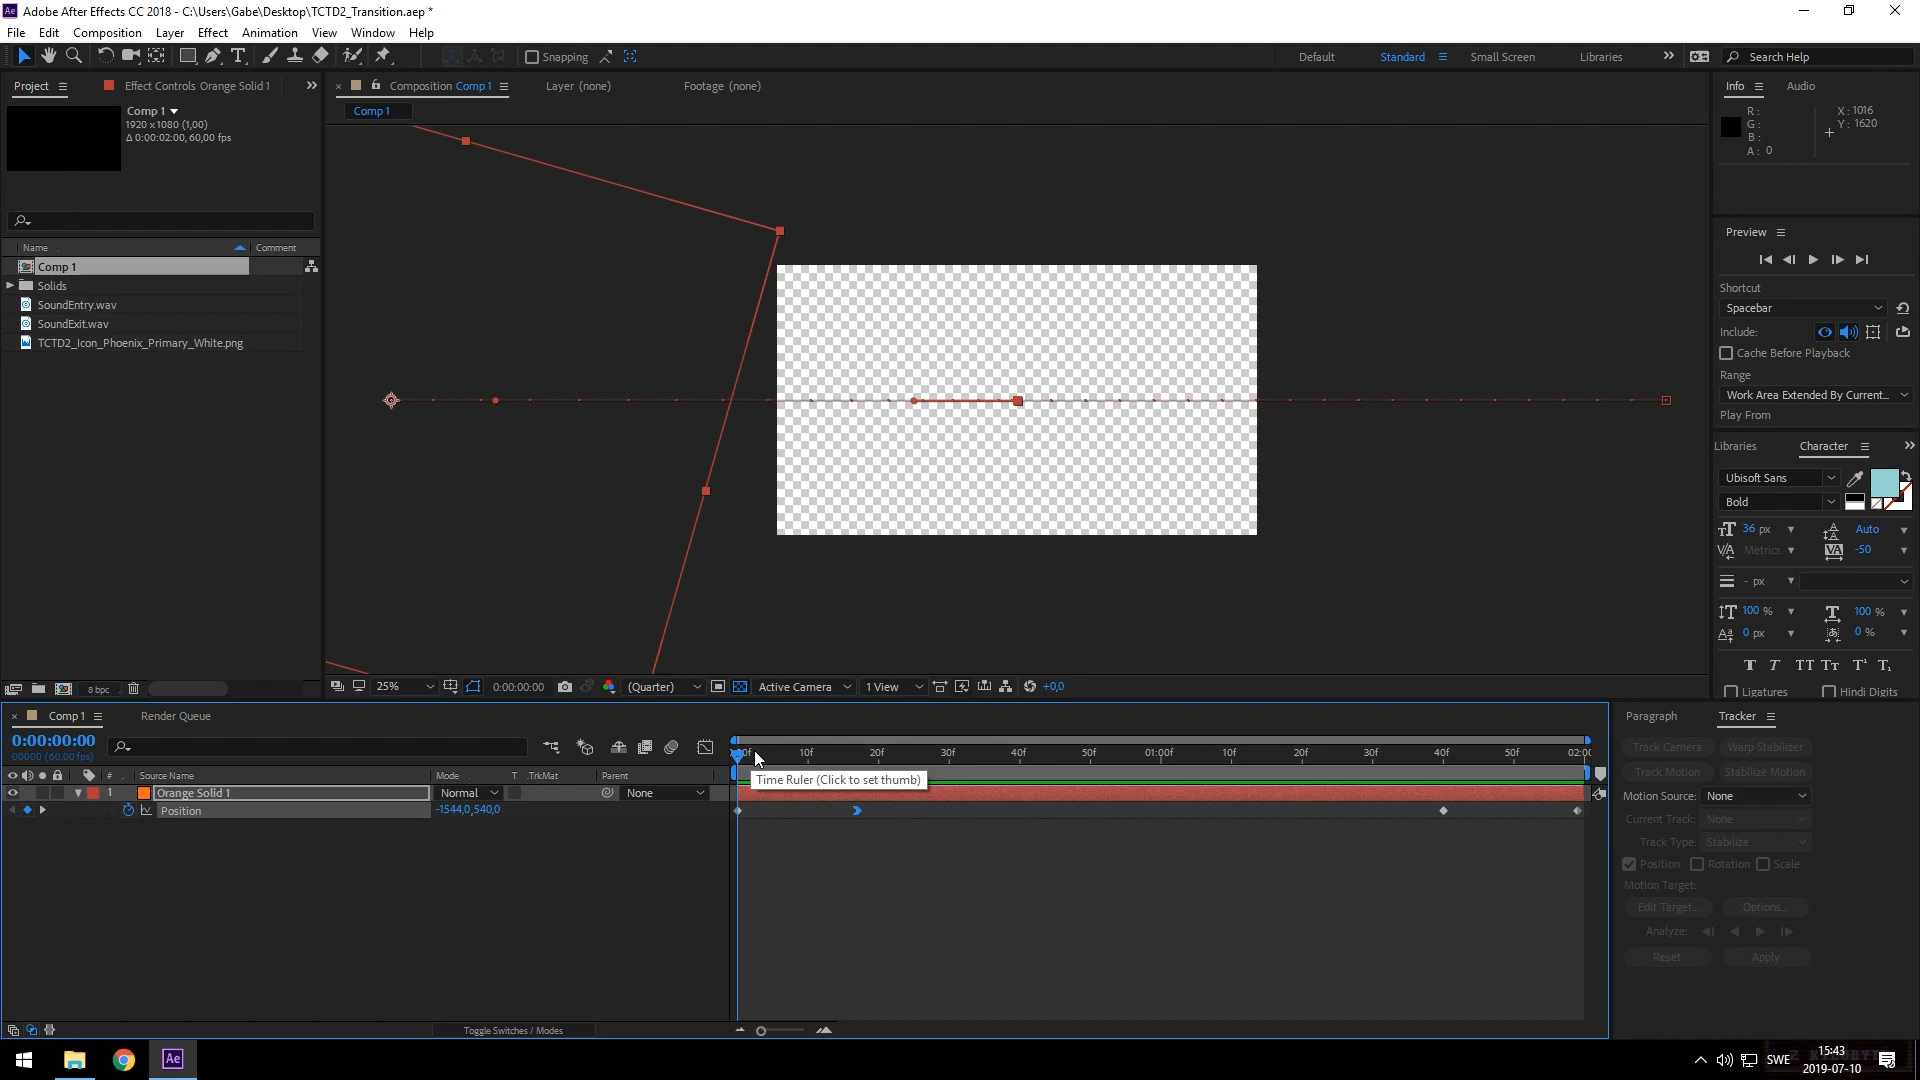 Adobe After Effects CC 2018 - C:\Users\Gabe\Desktop\TCTD2_Transition.aep *
File Edit Composition Layer Effect Animation View Window Help
Snapping Default Standard Small Screen Libraries Search Help
Project Effect Controls Orange Solid 1 Composition Comp 1 Layer (none) Footage (none) Info Audio
Comp 1
1920 x 1080 (1,00)
Δ 0:00:02:00, 60,00 fps
Comp 1
R:
G:
B:
A: 0
X: 1016
Y: 1620
Name Comment
Comp 1
Solids
SoundEntry.wav
SoundExit.wav
TCTD2_Icon_Phoenix_Primary_White.png
Preview
Shortcut
Spacebar
Include:
Cache Before Playback
Range
Work Area Extended By Current...
Play From
Libraries Character
Ubisoft Sans
Bold
36 px Auto
Metrics -50
- px
100 % 100 %
0 px 0 %
Ligatures Hindi Digits
8 bpc
25% 0:00:00:00 (Quarter) Active Camera 1 View +0,0
Comp 1 Render Queue
0:00:00:00
00000 (60.00 fps)
10f 20f 30f 40f 50f 01:00f 10f 20f 30f 40f 50f
# Source Name Mode T .TrkMat Parent
Time Ruler (Click to set thumb)
1 Orange Solid 1 Normal None
Position -1544,0,540,0
Toggle Switches / Modes
Paragraph Tracker
Track Camera Warp Stabilizer
Track Motion Stabilize Motion
Motion Source: None
Current Track: None
Track Type: Stabilize
Position Rotation Scale
Motion Target:
Edit Target... Options...
Analyze:
Reset Apply
Ae SWE 15:43
2019-07-10